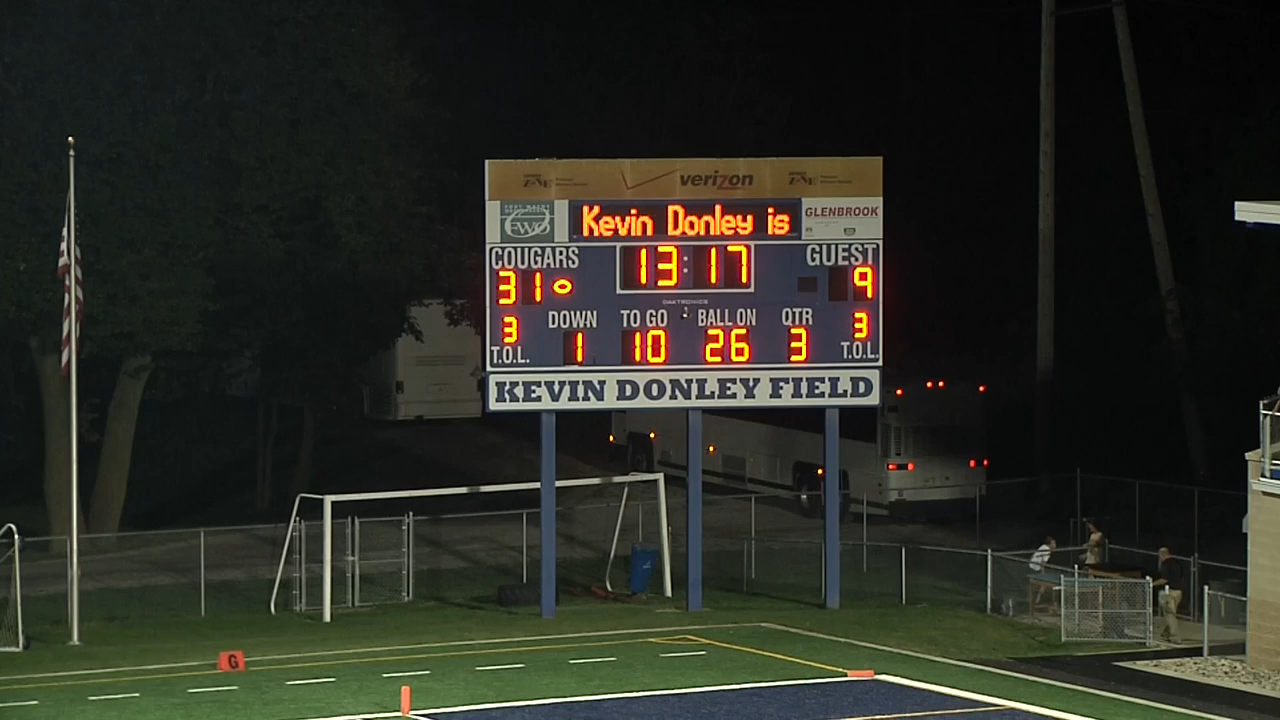 verizon
Kevin Donley is
GLENBROOK
COUGARS
13:17
GUEST
31
9
DAKTRONICS
DOWN TO GO BALL ON QTR
3 1 10 26 3 3
T.O.L. T.O.L.
KEVIN DONLEY FIELD
G